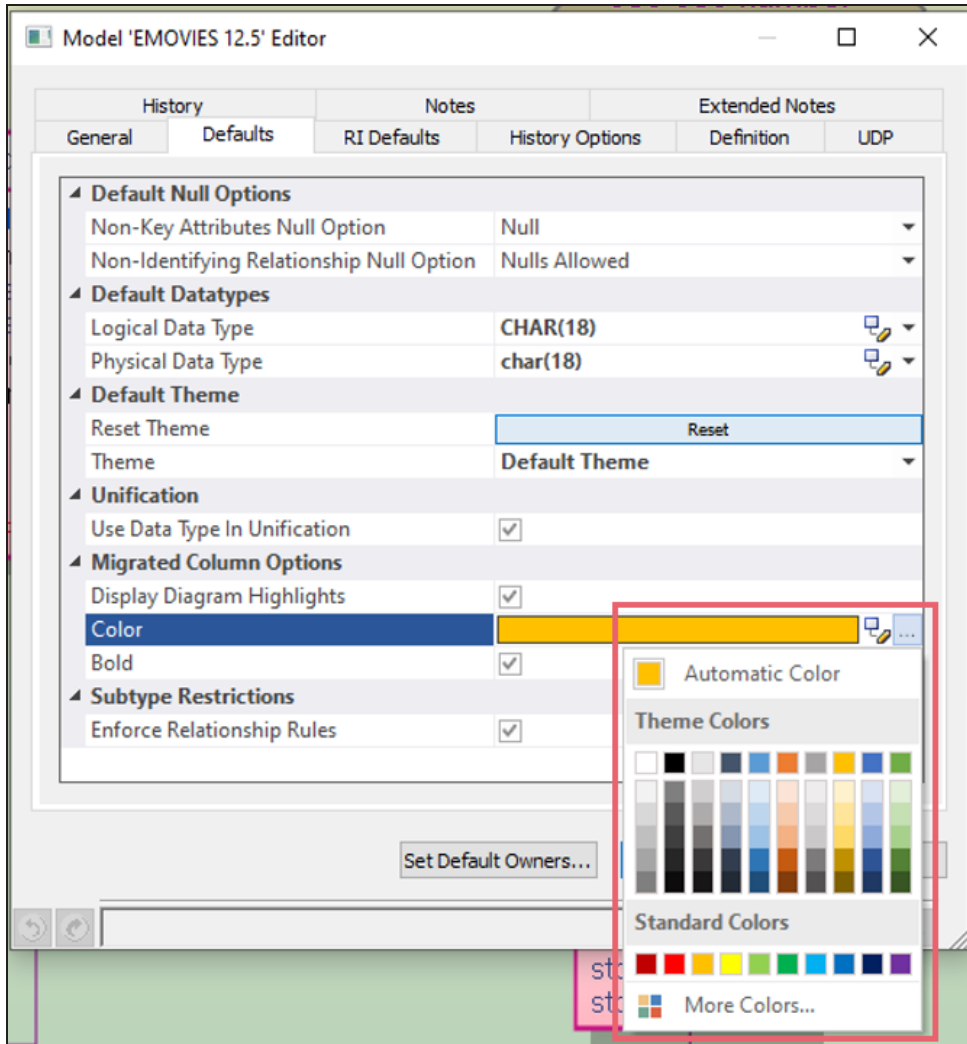 Model 'EMOVIES 12.5' Editor
History Notes Extended Notes
General Defaults RI Defaults History Options Definition UDP
Default Null Options
Non-Key Attributes Null Option Null
Non-Identifying Relationship Null Option Nulls Allowed
Default Datatypes
Logical Data Type CHAR(18)
Physical Data Type char(18)
Default Theme
Reset Theme Reset
Theme Default Theme
Unification
Use Data Type In Unification
Migrated Column Options
Display Diagram Highlights
Color ...
Bold
Automatic Color
Subtype Restrictions
Theme Colors
Enforce Relationship Rules
Set Default Owners...
Standard Colors
More Colors...